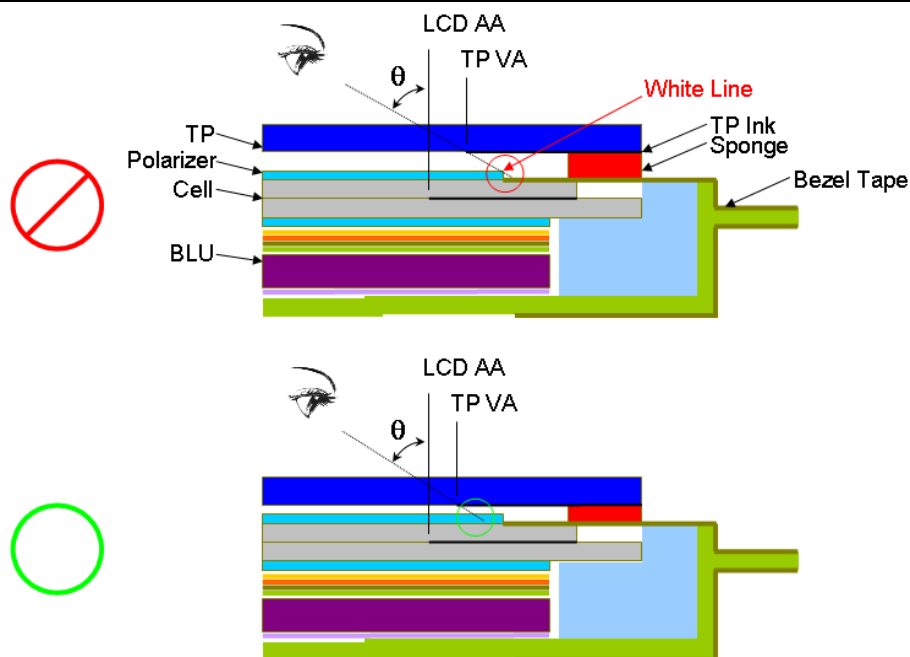 LCD AA
TP VA
θ
White Line
TP
TP Ink
Sponge
Polarizer
Cell
Bezel Tape
BLU
LCD AA
TP VA
θ